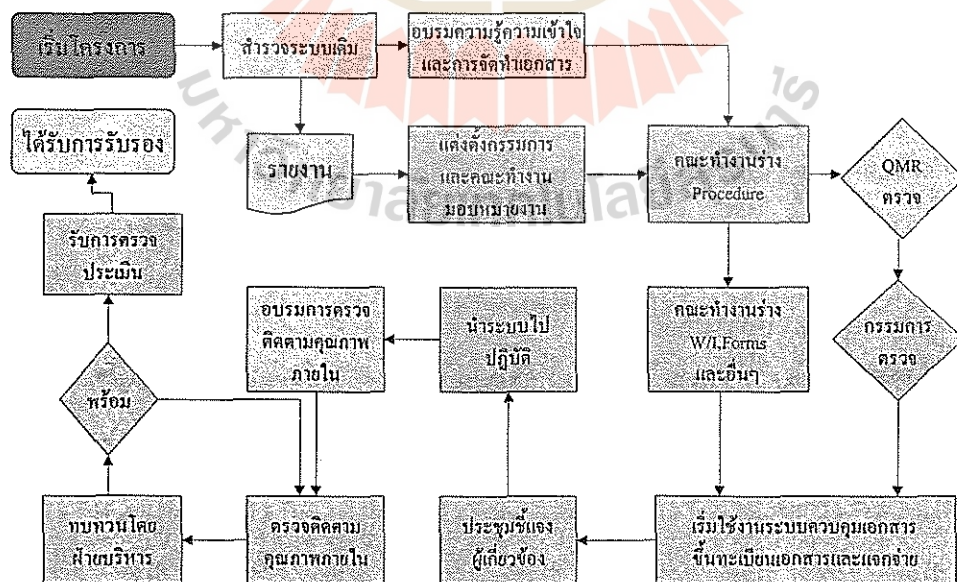 เริ่มโครงการ
สำรวจระบบเดิม
อบรมความรู้ความเข้าใจ
และการจัดทำเอกสาร
ได้รับการรับรอง
รายงาน
แต่งตั้งกรรมการ
และคณะทำงาน
มอบหมายงาน
คณะทำงานร่าง
Procedure
QMR
ตรวจ
รับการตรวจ
ประเมิน
อบรมการตรวจ
ติดตามคุณภาพ
ภายใน
นำระบบไป
ปฏิบัติ
คณะทำงานร่าง
W/I,Forms
และอื่นๆ
กรรมการ
ตรวจ
พร้อม
ทบทวนโดย
ฝ่ายบริหาร
ตรวจติดตาม
คุณภาพภายใน
ประชุมชี้แจง
ผู้เกี่ยวข้อง
เริ่มใช้งานระบบควบคุมเอกสาร
ขึ้นทะเบียนเอกสารและแจกจ่าย